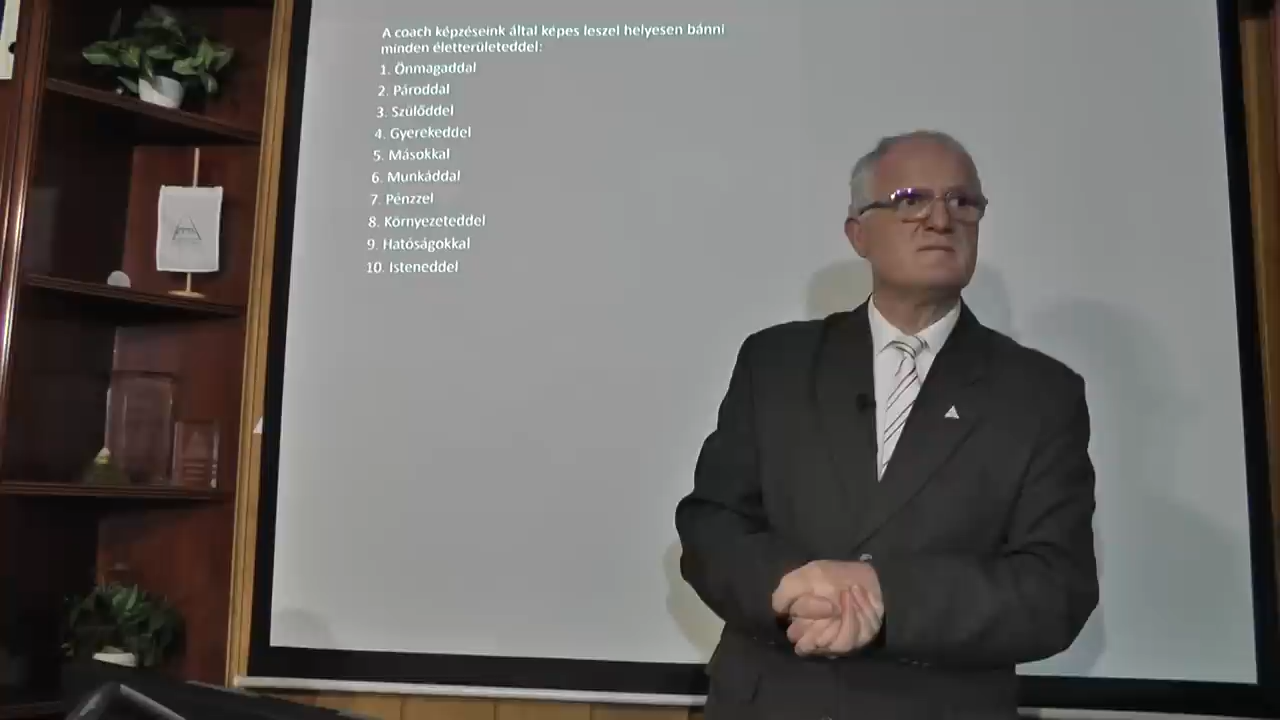 A coach képzéseink által képes leszel helyesen bánni
minden életterületeddel:
1. Önmagaddal
2. Pároddal
3. Szülőddel
4. Gyerekeddel
5. Másokkal
6. Munkáddal
7. Pénzzel
8. Környezeteddel
9. Hatóságokkal
10. Isteneddel